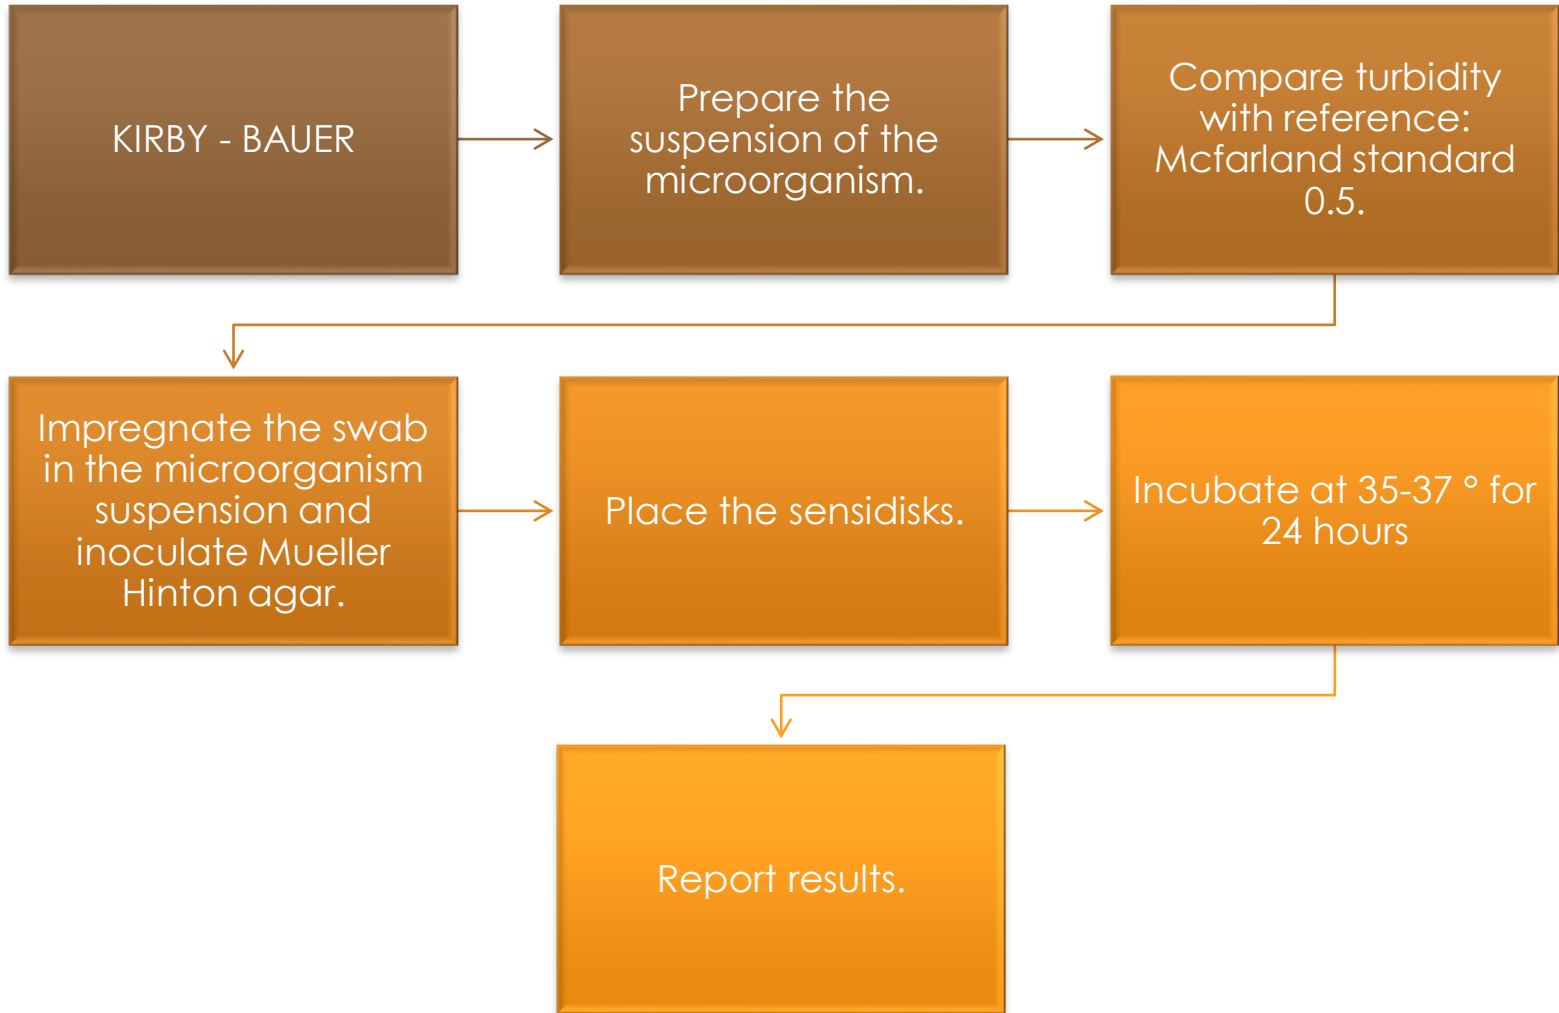 KIRBY - BAUER
Prepare the
suspension of the
microorganism.
Compare turbidity
with reference:
Mcfarland standard
0.5.
Impregnate the swab
in the microorganism
suspension and
inoculate Mueller
Hinton agar.
Place the sensidisks.
Incubate at 35-37 ° for
24 hours
Report results.